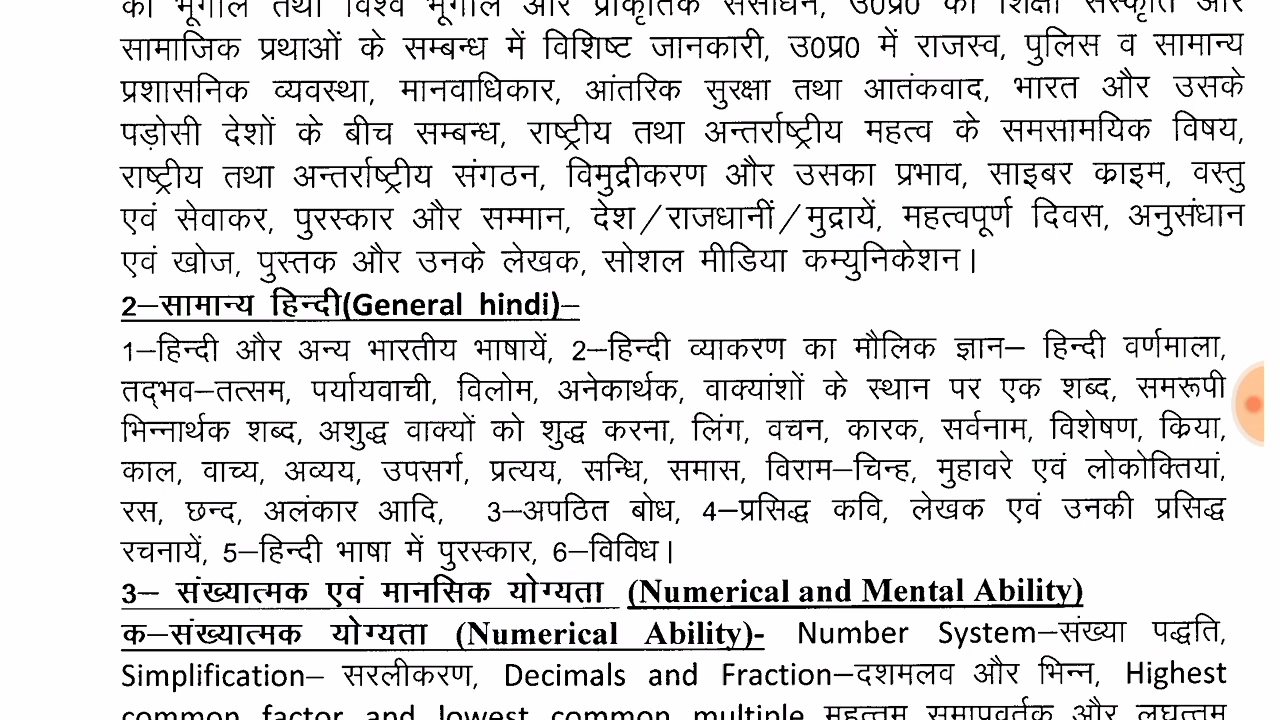 का भूगोल तथा विश्व भूगोल और प्राकृतिक संसाधन, उ0प्र0 की शिक्षा संस्कृति और
सामाजिक प्रथाओं के सम्बन्ध में विशिष्ट जानकारी, उ0प्र0 में राजस्व, पुलिस व सामान्य
प्रशासनिक व्यवस्था, मानवाधिकार, आंतरिक सुरक्षा तथा आतंकवाद, भारत और उसके
पड़ोसी देशों के बीच सम्बन्ध, राष्ट्रीय तथा अन्तर्राष्ट्रीय महत्व के समसामयिक विषय,
राष्ट्रीय तथा अन्तर्राष्ट्रीय संगठन, विमुद्रीकरण और उसका प्रभाव, साइबर क्राइम, वस्तु
एवं सेवाकर, पुरस्कार और सम्मान, देश/राजधानीं/मुद्रायें, महत्वपूर्ण दिवस, अनुसंधान
एवं खोज, पुस्तक और उनके लेखक, सोशल मीडिया कम्युनिकेशन।
2–सामान्य हिन्दी(General hindi)–
1–हिन्दी और अन्य भारतीय भाषायें, 2–हिन्दी व्याकरण का मौलिक ज्ञान– हिन्दी वर्णमाला,
तद्भव–तत्सम, पर्यायवाची, विलोम, अनेकार्थक, वाक्यांशों के स्थान पर एक शब्द, समरूपी
भिन्नार्थक शब्द, अशुद्ध वाक्यों को शुद्ध करना, लिंग, वचन, कारक, सर्वनाम, विशेषण, क्रिया,
काल, वाच्य, अव्यय, उपसर्ग, प्रत्यय, सन्धि, समास, विराम–चिन्ह, मुहावरे एवं लोकोक्तियां,
रस, छन्द, अलंकार आदि, 3–अपठित बोध, 4–प्रसिद्ध कवि, लेखक एवं उनकी प्रसिद्ध
रचनायें, 5–हिन्दी भाषा में पुरस्कार, 6–विविध।
3– संख्यात्मक एवं मानसिक योग्यता (Numerical and Mental Ability)
क–संख्यात्मक योग्यता (Numerical Ability)- Number System–संख्या पद्धति,
Simplification– सरलीकरण, Decimals and Fraction–दशमलव और भिन्न, Highest
common factor and lowest common multiple महत्तम समापवर्तक और लघुत्तम